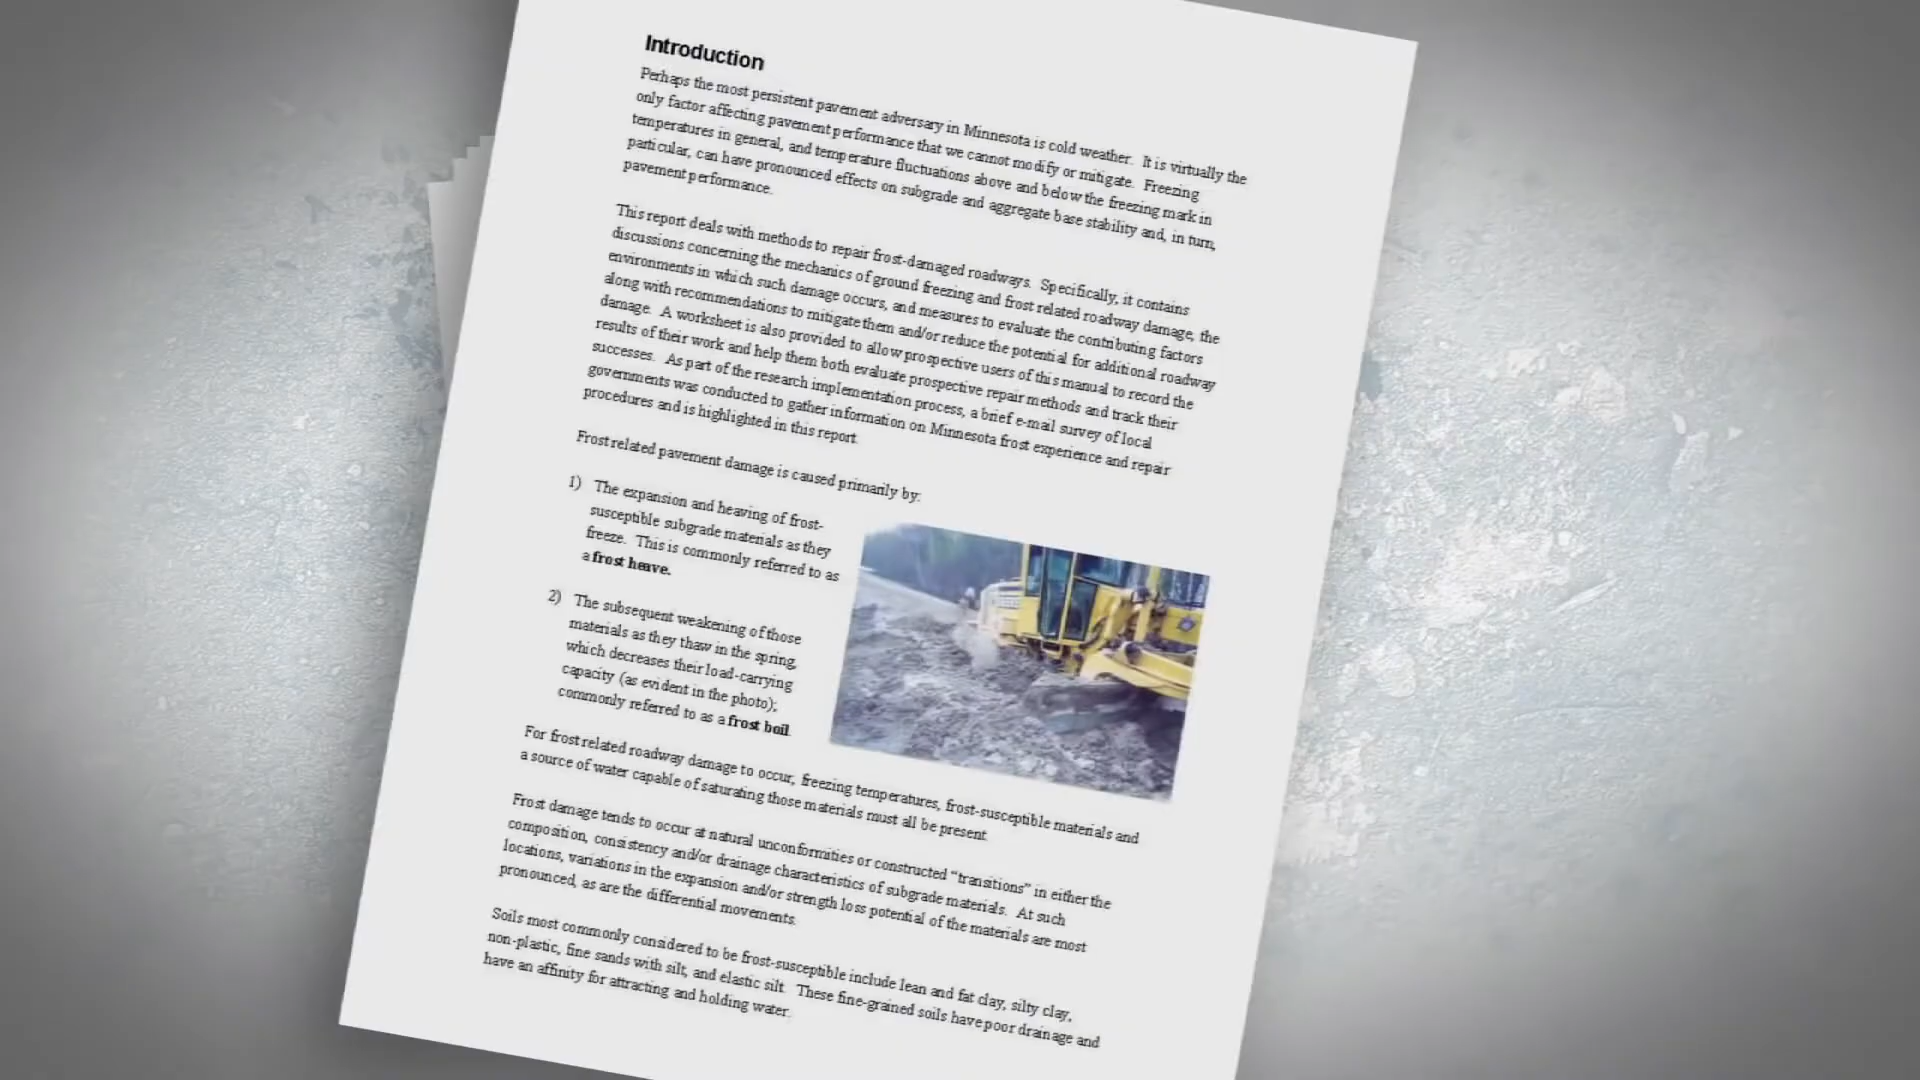 Introduction
Perhaps the most persistent pavement adversary in Minnesota is cold weather. It is virtually the
only factor affecting pavement performance that we cannot modify or mitigate. Freezing
temperatures in general, and temperature fluctuations above and below the freezing mark in
particular, can have pronounced effects on subgrade and aggregate base stability and, in turn,
pavement performance.
This report deals with methods to repair frost-damaged roadways. Specifically, it contains
discussions concerning the mechanics of ground freezing and frost related roadway damage, the
environments in which such damage occurs, and measures to evaluate the contributing factors
along with recommendations to mitigate them and/or reduce the potential for additional roadway
damage. A worksheet is also provided to allow prospective users of this manual to record the
results of their work and help them both evaluate prospective repair methods and track their
successes. As part of the research implementation process, a brief e-mail survey of local
governments was conducted to gather information on Minnesota frost experience and repair
procedures and is highlighted in this report.
Frost related pavement damage is caused primarily by:
1) The expansion and heaving of frost-
susceptible subgrade materials as they
freeze. This is commonly referred to as
a frost heave.
2) The subsequent weakening of those
materials as they thaw in the spring,
which decreases their load-carrying
capacity (as evident in the photo);
commonly referred to as a frost boil.
For frost related roadway damage to occur, freezing temperatures, frost-susceptible materials and
a source of water capable of saturating those materials must all be present.
Frost damage tends to occur at natural unconformities or constructed “transitions” in either the
composition, consistency and/or drainage characteristics of subgrade materials. At such
locations, variations in the expansion and/or strength loss potential of the materials are most
pronounced, as are the differential movements.
Soils most commonly considered to be frost-susceptible include lean and fat clay, silty clay,
non-plastic, fine sands with silt, and elastic silt. These fine-grained soils have poor drainage and
have an affinity for attracting and holding water.